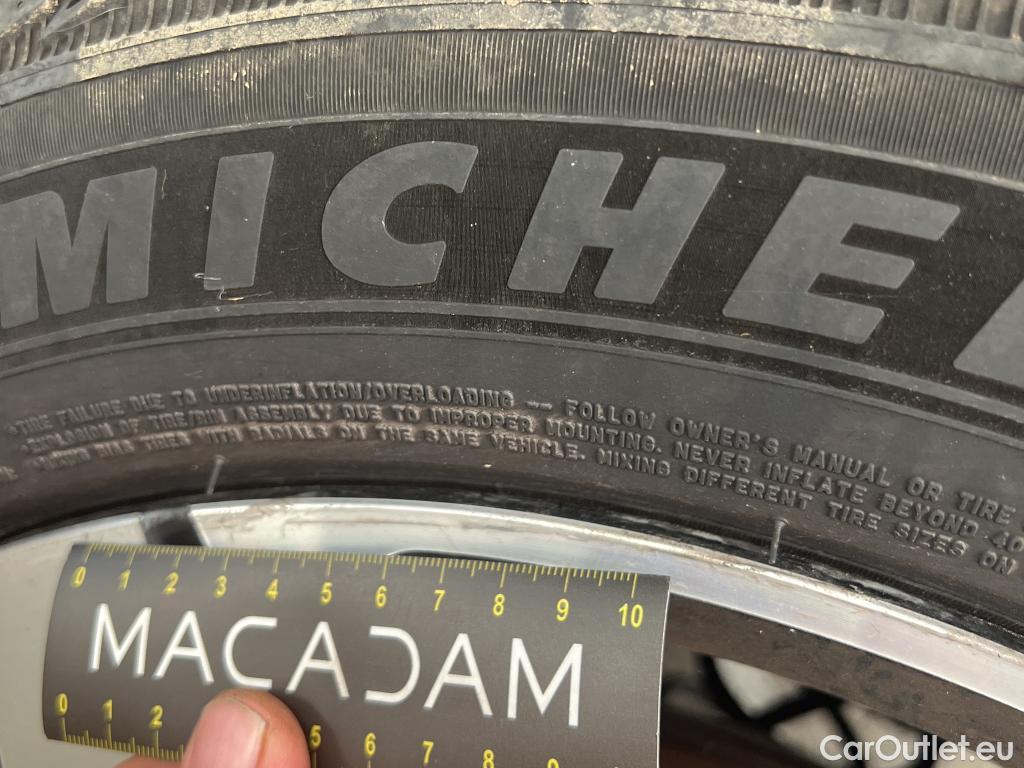 MICHE
TIRE FAILURE DUE TO UNDERINFLATION/OVERLOADING -- FOLLOW OWNER'S MANUAL OR TIRE
EXPLOSION OF TIRE/RIM ASSEMBLY DUE TO INPROPER MOUNTING. NEVER INFLATE BEYOND 40
MIXING BIAS TIRES WITH RADIALS ON THE SAME VEHICLE. MIXING DIFFERENT TIRE SIZES ON
0 1 2 3 4 5 6 7 8 9 10
MACADAM
0 1 2 5 6 7 8 9
CarOutlet.eu